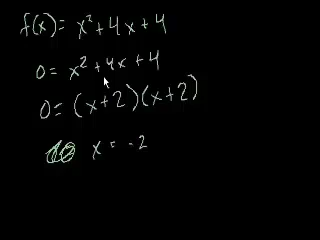 f(x) = x² + 4x + 4
0 = x² + 4x + 4
0 = (x+2)(x+2)
x = -2